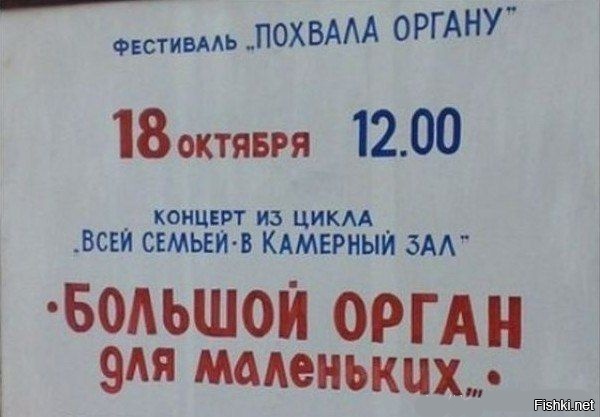 ФЕСТИВАЛЬ „ПОХВАЛА ОРГАНУ”
18 ОКТЯБРЯ 12.00
КОНЦЕРТ ИЗ ЦИКЛА
„ВСЕЙ СЕМЬЕЙ - В КАМЕРНЫЙ ЗАЛ”
·БОЛЬШОЙ ОРГАН
для маленьких...·
Fishki.net